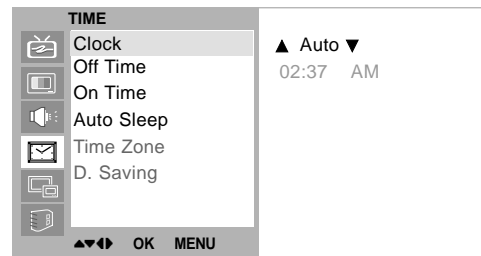 TIME
Clock
Off Time
On Time
Auto Sleep
Time Zone
D. Saving
▲▼◀▶ OK MENU
▲ Auto ▼
02:37 AM